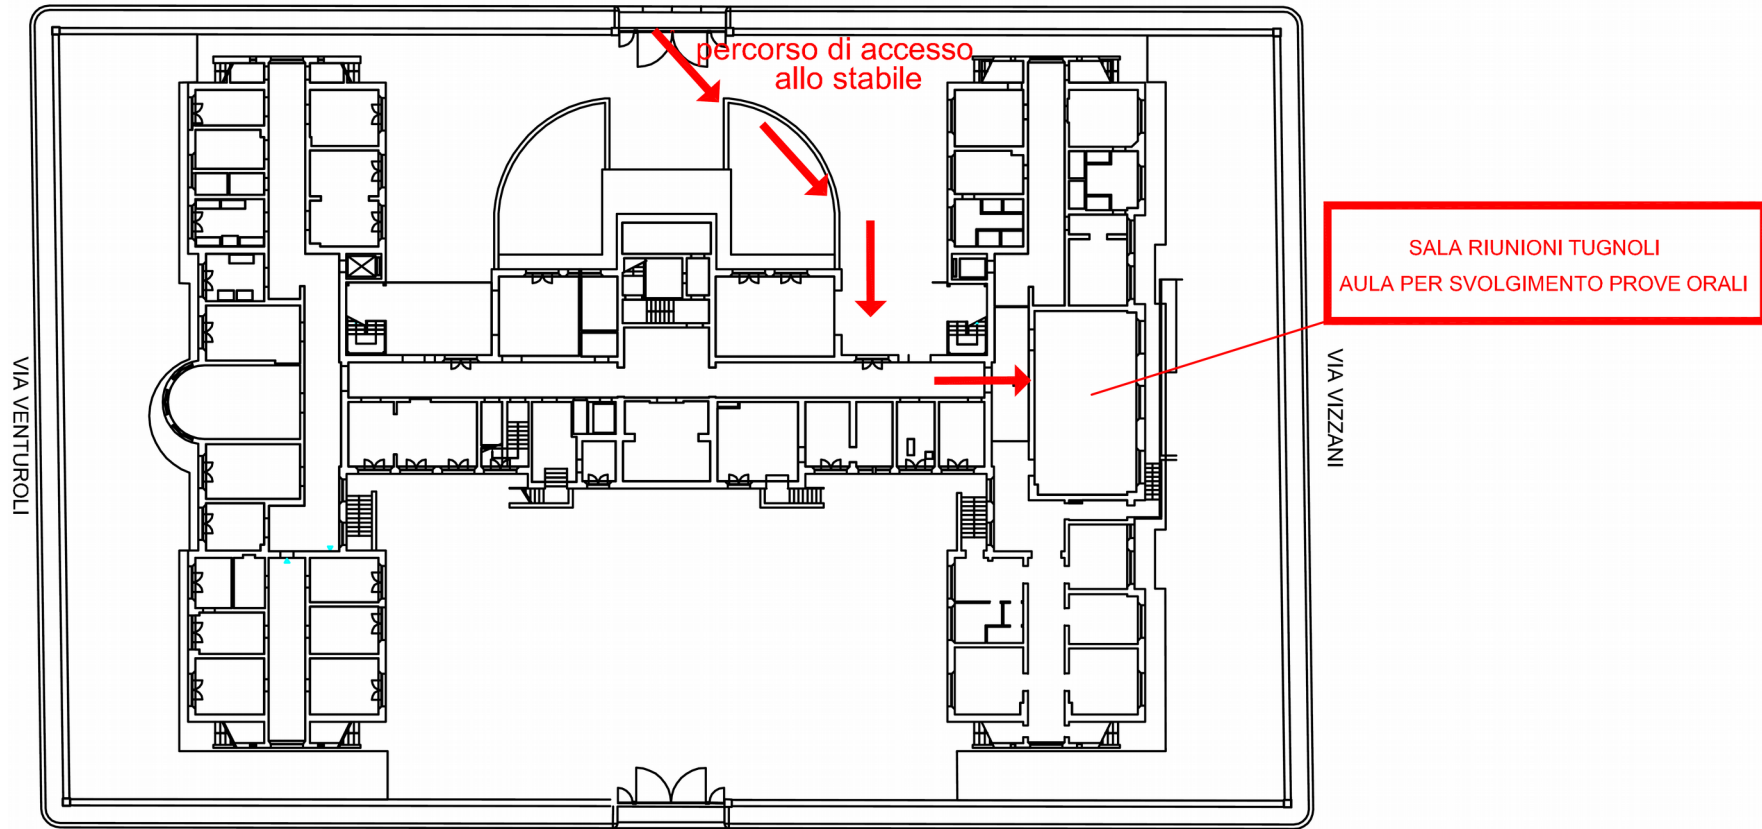 percorso di accesso
allo stabile
SALA RIUNIONI TUGNOLI
AULA PER SVOLGIMENTO PROVE ORALI
VIA VENTUROLI
VIA VIZZANI